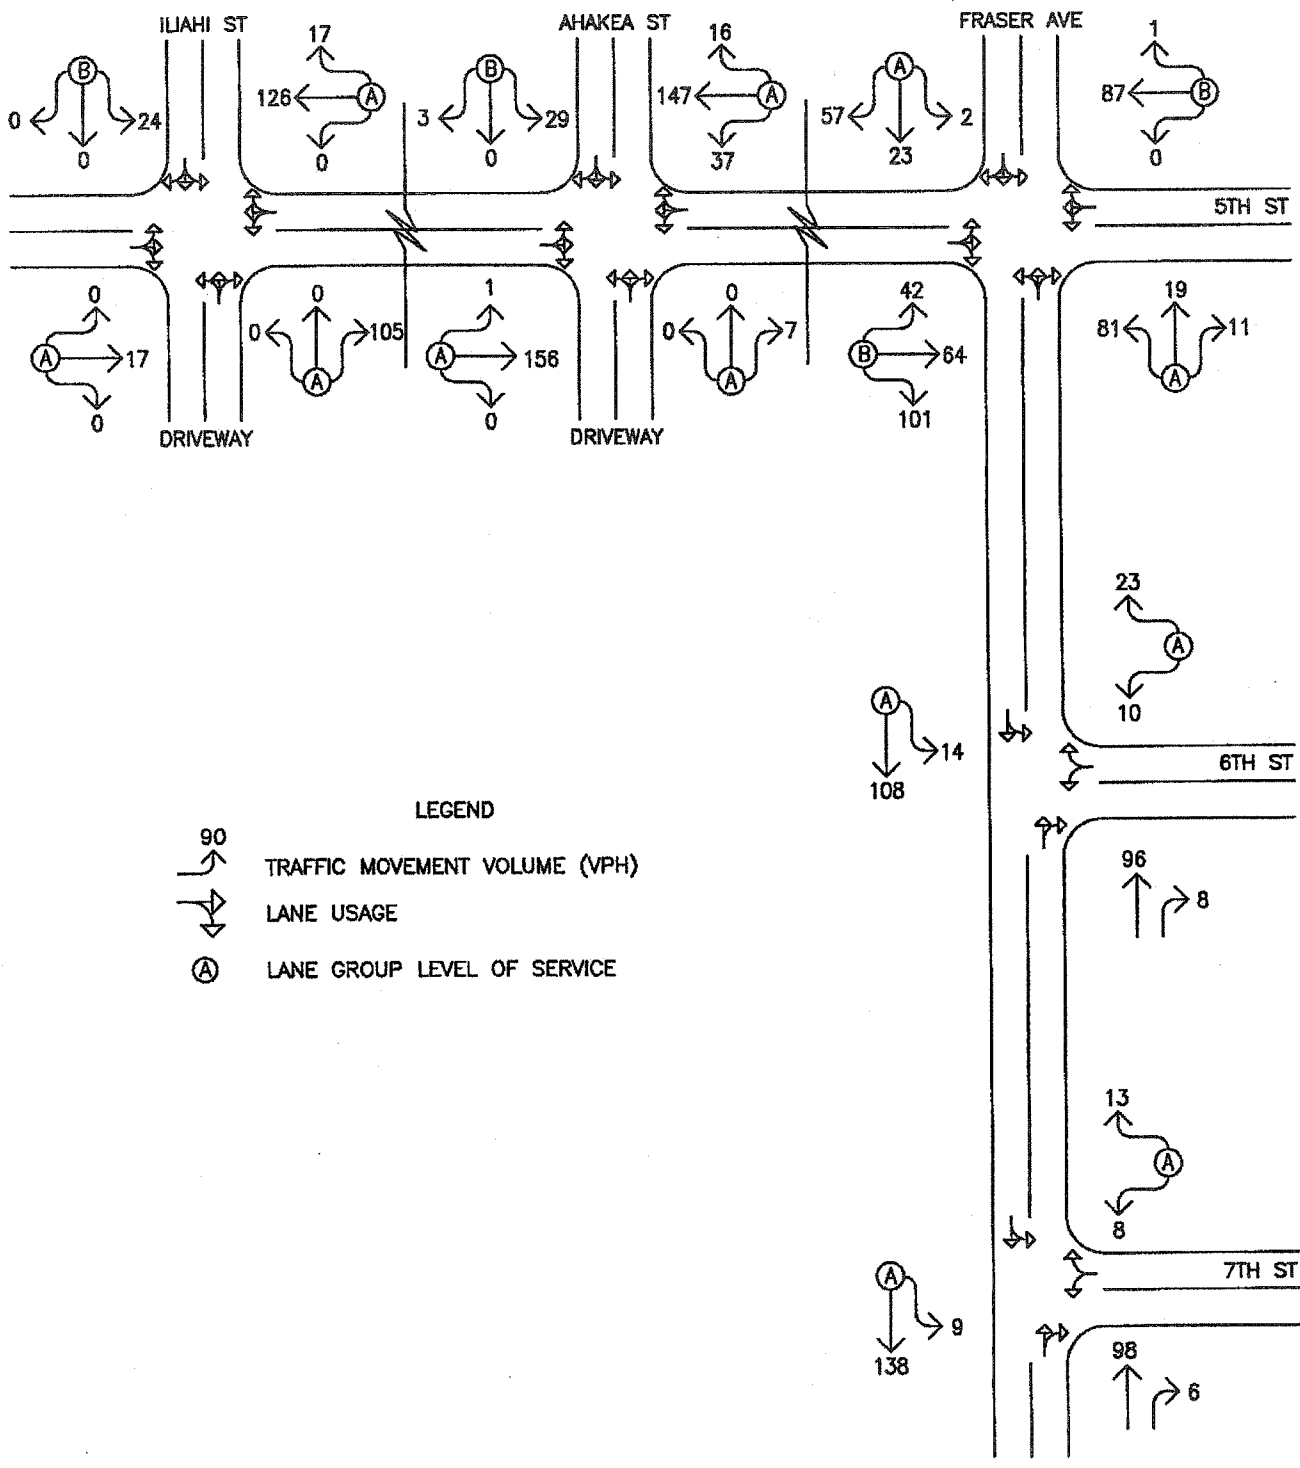 ILIAHI ST
AHAKEA ST
FRASER AVE
17
16
1
B
B
A
126
A
147
A
87
B
0
24
3
29
57
2
0
0
0
37
23
0
5TH ST
0
0
1
0
42
19
0
105
0
7
81
11
A
17
A
156
B
64
A
A
A
0
0
101
DRIVEWAY
DRIVEWAY
23
A
A
10
14
108
6TH ST
LEGEND
90
TRAFFIC MOVEMENT VOLUME (VPH)
LANE USAGE
A LANE GROUP LEVEL OF SERVICE
96
8
13
A
8
A
7TH ST
9
138
98
6